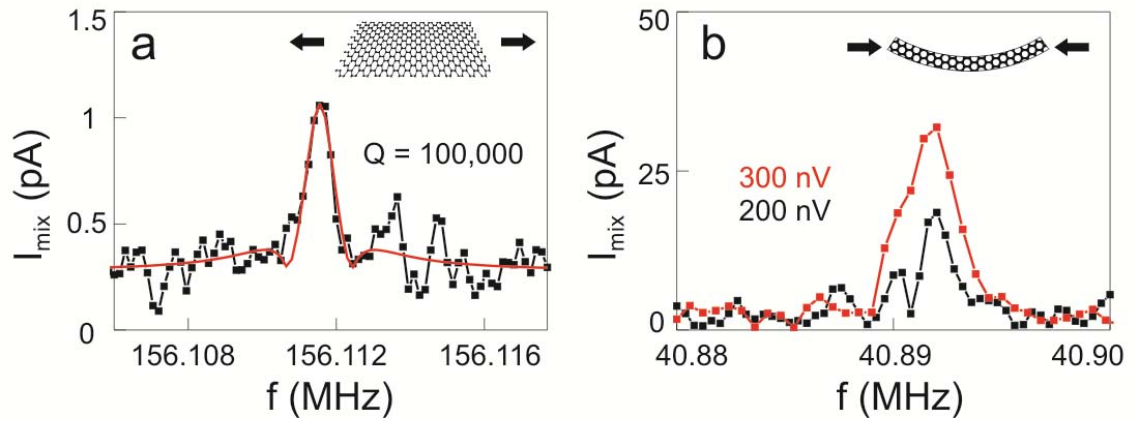 a
I_mix (pA)
1.5
1
0.5
0
Q = 100,000
156.108
156.112
156.116
f (MHz)
b
I_mix (pA)
50
25
0
300 nV
200 nV
40.88
40.89
40.90
f (MHz)